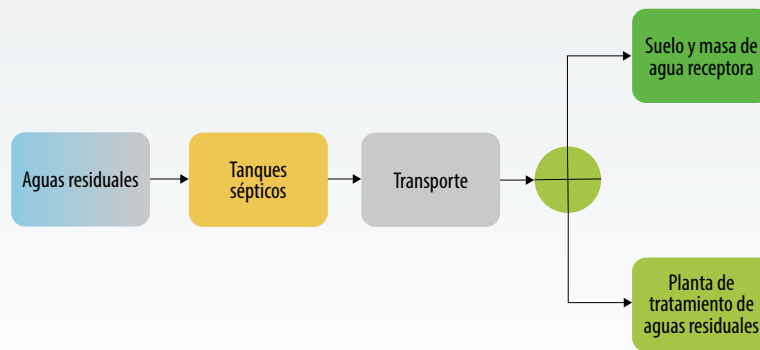 Aguas residuales
Tanques
sépticos
Transporte
Suelo y masa de
agua receptora
Planta de
tratamiento de
aguas residuales